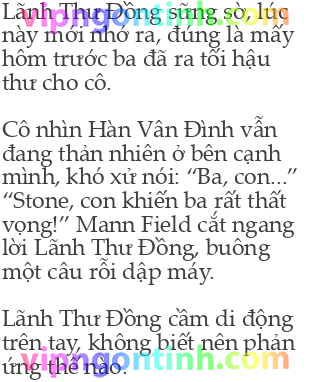 Lãnh Thư Đồng sững sờ, lúc
này mới nhớ ra, đúng là mấy
hôm trước ba đã ra tối hậu
thư cho cô.
Cô nhìn Hàn Vân Đình vẫn
đang thản nhiên ở bên cạnh
mình, khó xử nói: “Ba, con...”
“Stone, con khiến ba rất thất
vọng!” Mann Field cắt ngang
lời Lãnh Thư Đồng, buông
một câu rỗi dập máy.
Lãnh Thư Đồng cầm di động
trên tay, không biết nên phản
ứng thế nào.
vipngontinh.com
vipngontinh.com